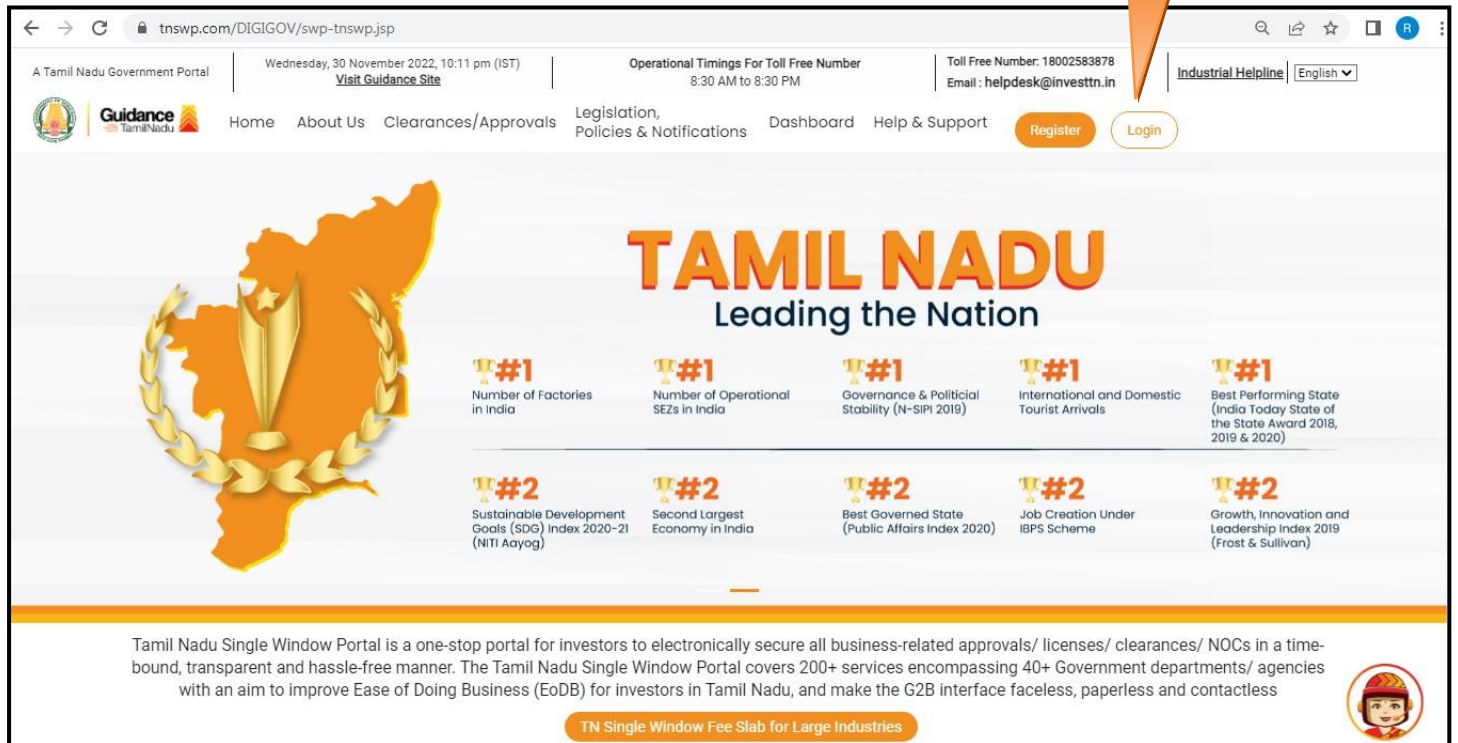 tnswp.com/DIGIGOV/swp-tnswp.jsp
R
A Tamil Nadu Government Portal
Wednesday, 30 November 2022, 10:11 pm (IST)
Visit Guidance Site
Operational Timings For Toll Free Number
8:30 AM to 8:30 PM
Toll Free Number: 18002583878
Email : helpdesk@investtn.in
Industrial Helpline
English
Guidance
TamilNadu
Home
About Us
Clearances/Approvals
Legislation,
Policies & Notifications
Dashboard
Help & Support
Register
Login
TAMIL NADU
Leading the Nation
#1
Number of Factories
in India
#1
Number of Operational
SEZs in India
#1
Governance & Politicial
Stability (N-SIPI 2019)
#1
International and Domestic
Tourist Arrivals
#1
Best Performing State
(India Today State of
the State Award 2018,
2019 & 2020)
#2
Sustainable Development
Goals (SDG) Index 2020-21
(NITI Aayog)
#2
Second Largest
Economy in India
#2
Best Governed State
(Public Affairs Index 2020)
#2
Job Creation Under
IBPS Scheme
#2
Growth, Innovation and
Leadership Index 2019
(Frost & Sullivan)
Tamil Nadu Single Window Portal is a one-stop portal for investors to electronically secure all business-related approvals/ licenses/ clearances/ NOCs in a time-
bound, transparent and hassle-free manner. The Tamil Nadu Single Window Portal covers 200+ services encompassing 40+ Government departments/ agencies
with an aim to improve Ease of Doing Business (EoDB) for investors in Tamil Nadu, and make the G2B interface faceless, paperless and contactless
TN Single Window Fee Slab for Large Industries